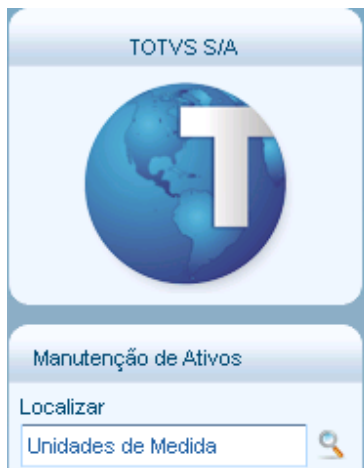 TOTVS S/A
T
Manutenção de Ativos
Localizar
Unidades de Medida